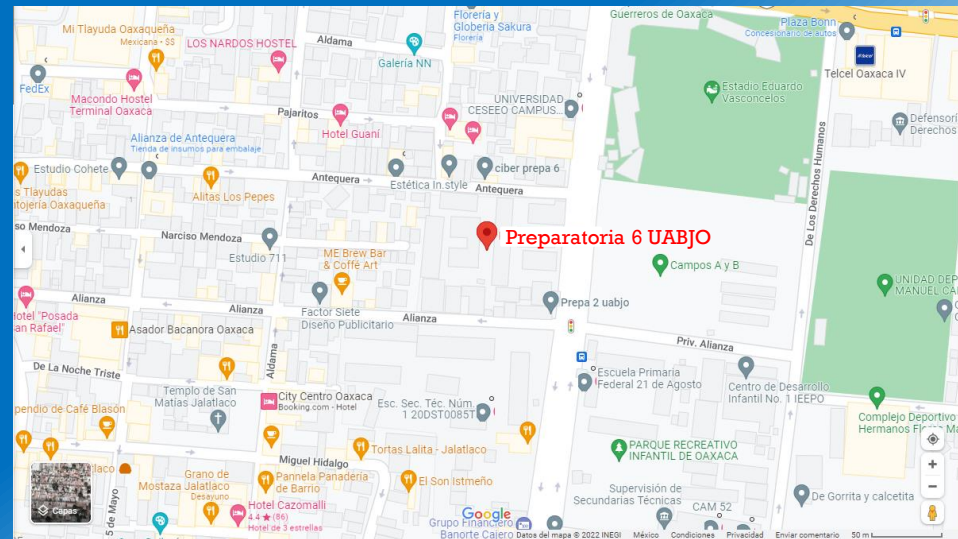 Florería y
Globeria Sakura
Florería
Guerreros de Oaxaca
Plaza Bonn
Concesionario de autos
Mi Tlayuda Oaxaqueña
Mexicana • $$
LOS NARDOS HOSTEL
Aldama
Galería NN
Telcel Oaxaca IV
FedEx
Estadio Eduardo
Vasconcelos
Macondo Hostel
Terminal Oaxaca
Pajaritos
UNIVERSIDAD
CESEEO CAMPUS...
Hotel Guaní
Derechos
De Los Derechos Humanos
Alianza de Antequera
Tienda de insumos para embalaje
Estudio Cohete
Antequera
Estética In.style
ciber prepa 6
Antequera
Alitas Los Pepes
Tlayudas
Oaxaqueña
so Mendoza
Narciso Mendoza
Estudio 711
Preparatoria 6 UABJO
ME Brew Bar
& Coffé Art
Campos A y B
UNIDAD DEP
MANUEL CA
Alianza
Hotel "Posada
San Rafael"
Alianza
Factor Siete
Diseño Publicitario
Alianza
Prepa 2 uabjo
Asador Bacanora Oaxaca
Priv. Alianza
Aldama
De La Noche Triste
Escuela Primaria
Federal 21 de Agosto
Templo de San
Matías Jalatlaco
City Centro Oaxaca
Booking.com - Hotel
Esc. Sec. Téc. Núm.
1 20DST0085T
Centro de Desarrollo
Infantil No. 1 IEEPO
Complejo Deportivo
Hermanos Flores Ma
pendio de Café Blasón
Tortas Lalita - Jalatlaco
PARQUE RECREATIVO
INFANTIL DE OAXACA
Miguel Hidalgo
Grano de
Mostaza Jalatlaco
Desayuno
Pannela Panadería
de Barrio
El Son Istmeño
Supervisión de
Secundarias Técnicas
CAM 52
De Gorrita y calcetita
Capas
5 de Mayo
Hotel Cazomalli
4.4 ★ (86)
Hotel de 3 estrellas
Google
Grupo Financiero
Banorte Cajero
Datos del mapa © 2022 INEGI México Condiciones Privacidad Enviar comentario 50 m